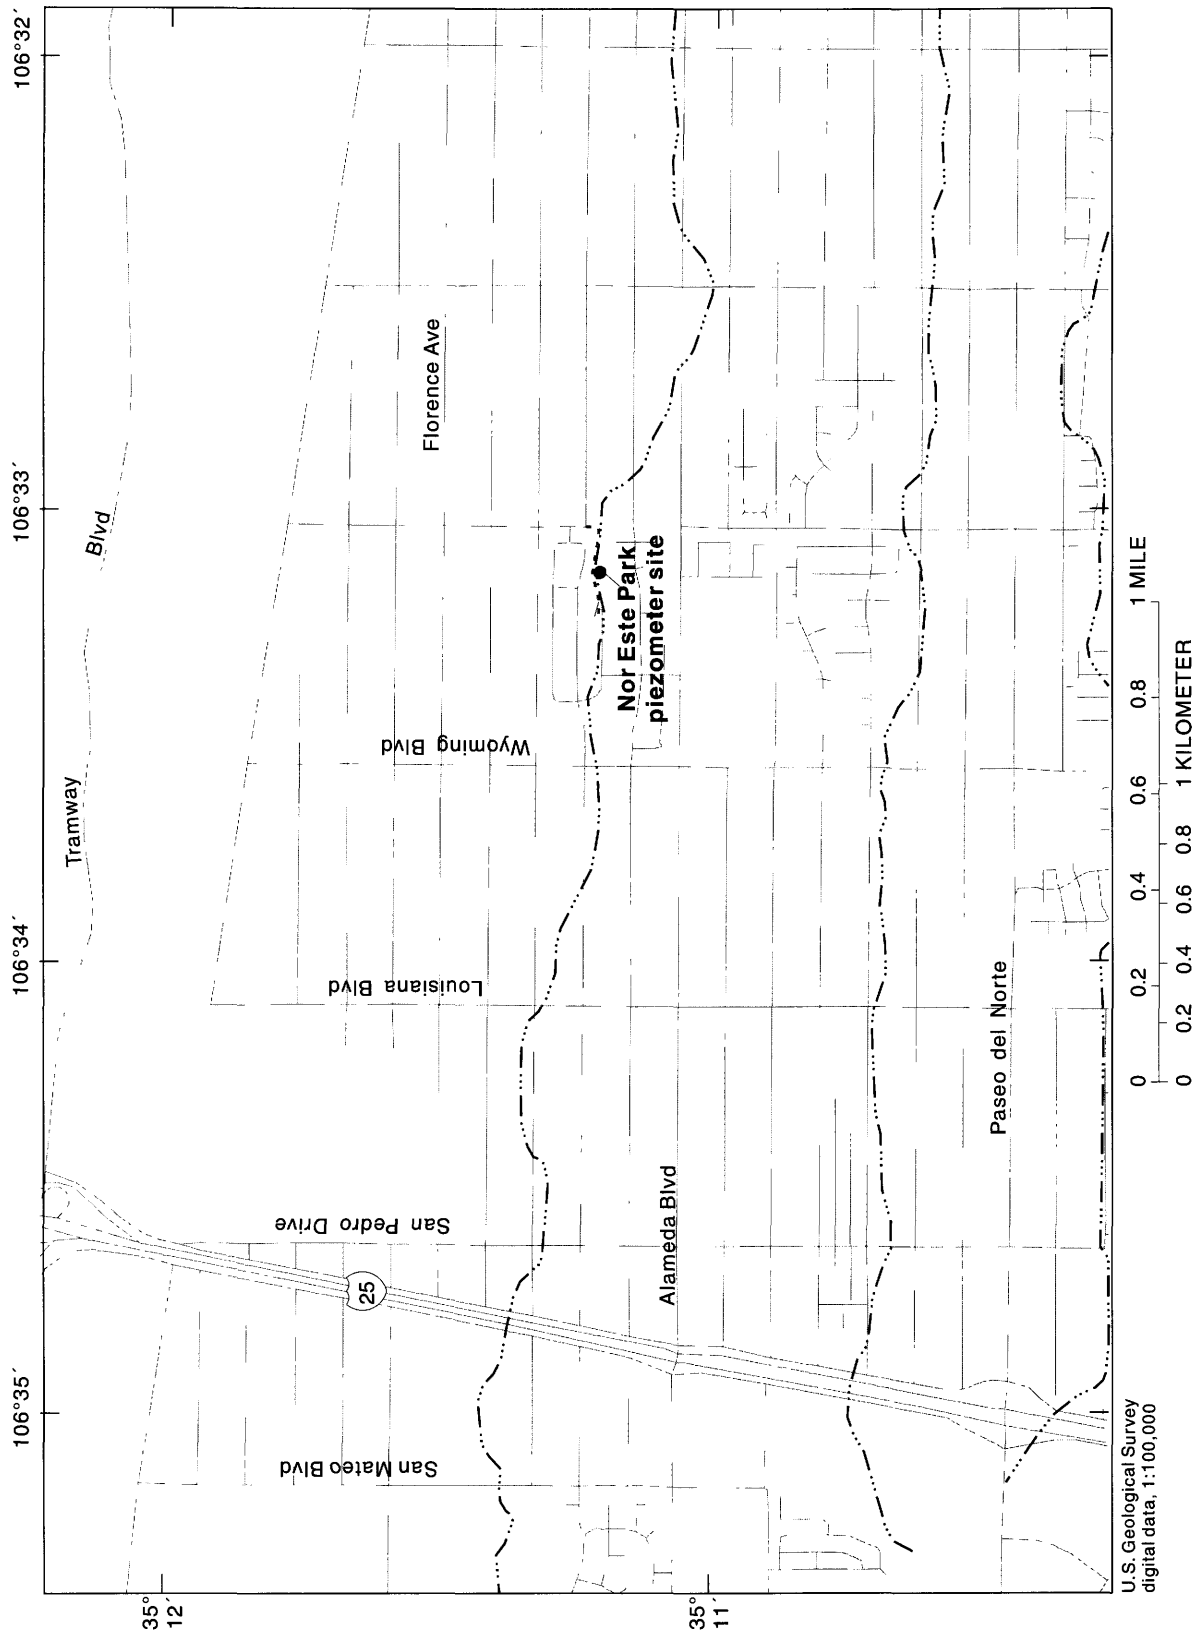 106°35´
106°34´
106°33´
106°32´
35°
12´
35°
11´
Tramway
Blvd
San Mateo Blvd
25
San Pedro Drive
Louisiana Blvd
Wyoming Blvd
Florence Ave
Nor Este Park
piezometer site
Alameda Blvd
Paseo del Norte
U.S. Geological Survey
digital data, 1:100,000
0 0.2 0.4 0.6 0.8 1 MILE
0 0.2 0.4 0.6 0.8 1 KILOMETER